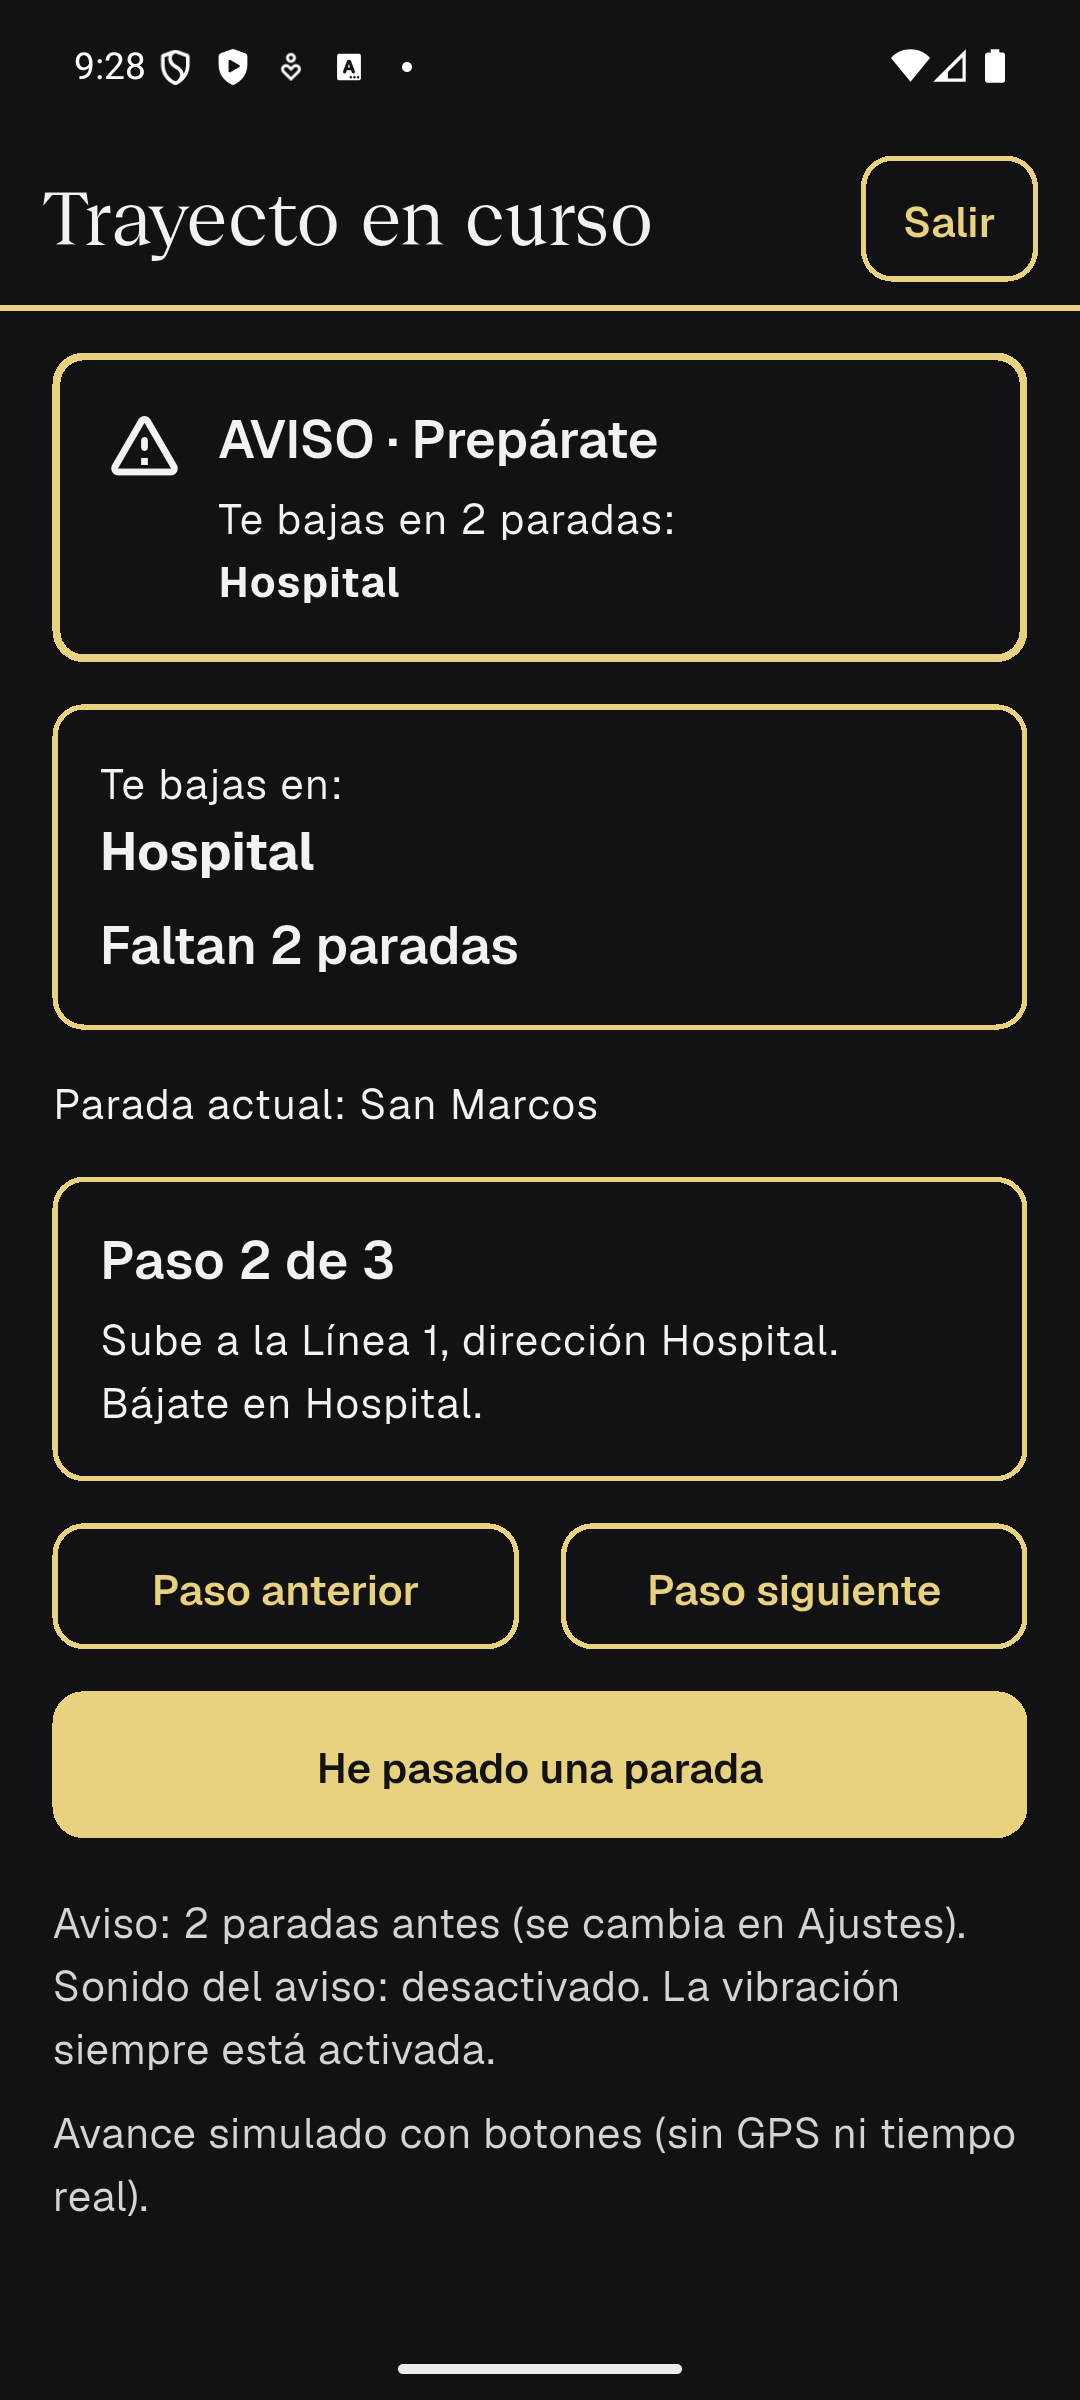 9:28
Trayecto en curso
Salir
AVISO · Prepárate
Te bajas en 2 paradas:
Hospital
Te bajas en:
Hospital
Faltan 2 paradas
Parada actual: San Marcos
Paso 2 de 3
Sube a la Línea 1, dirección Hospital.
Bájate en Hospital.
Paso anterior
Paso siguiente
He pasado una parada
Aviso: 2 paradas antes (se cambia en Ajustes).
Sonido del aviso: desactivado. La vibración
siempre está activada.
Avance simulado con botones (sin GPS ni tiempo
real).